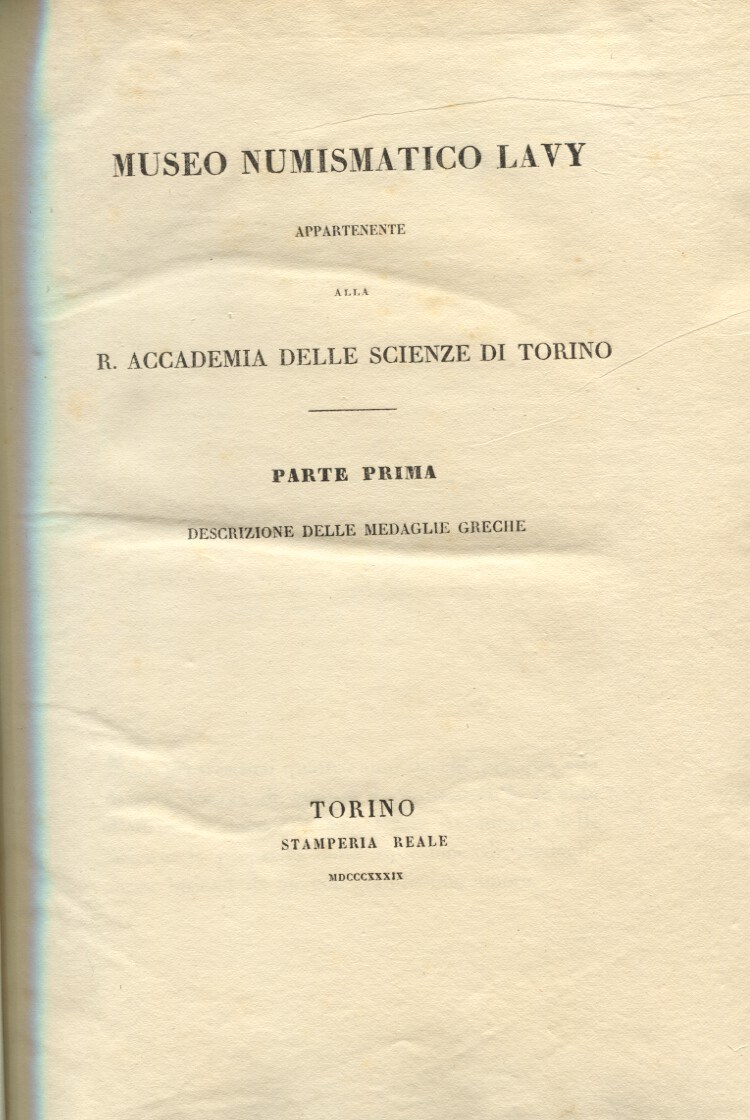 MUSEO NUMISMATICO LAVY
APPARTENENTE
ALLA
R. ACCADEMIA DELLE SCIENZE DI TORINO
PARTE PRIMA
DESCRIZIONE DELLE MEDAGLIE GRECHE
TORINO
STAMPERIA REALE
MDCCCXXXIX